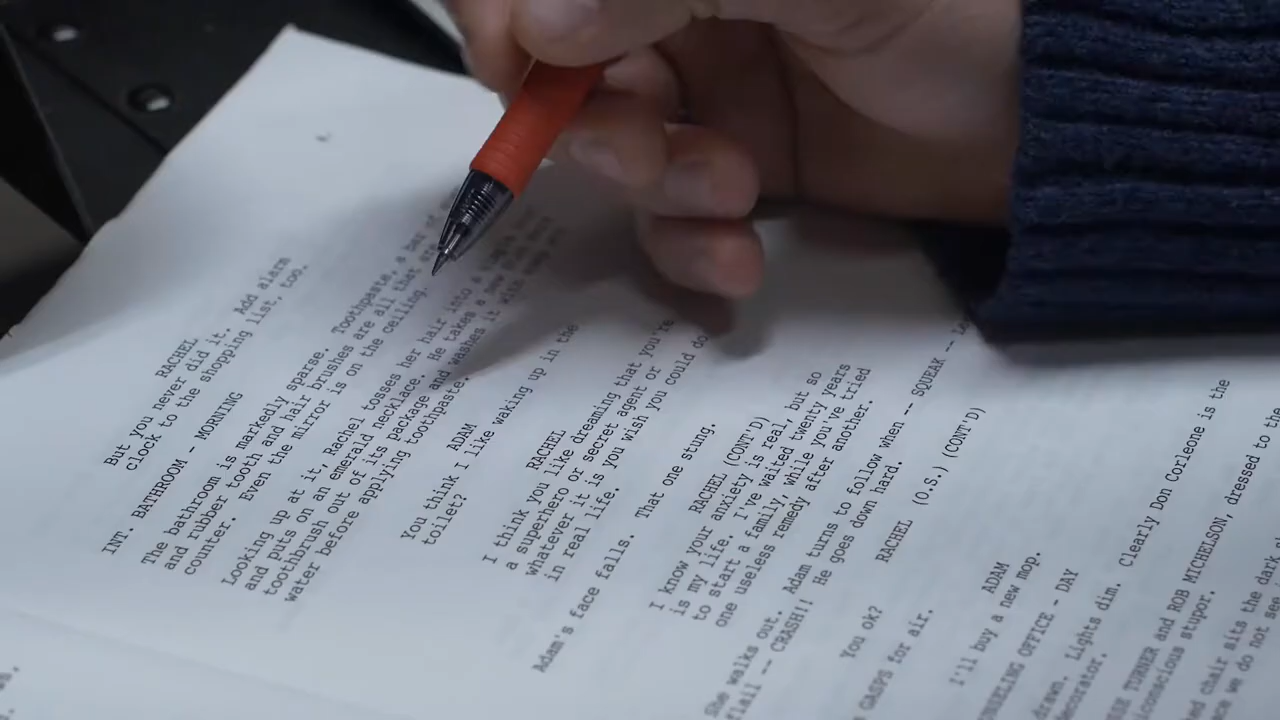 RACHEL
But you never did it. Add alarm
clock to the shopping list, too.
INT. BATHROOM - MORNING
The bathroom is markedly sparse. Toothpaste, a bar of
and rubber tooth and hair brushes are all that are
counter. Even the mirror is on the ceiling.
Looking up at it, Rachel tosses her hair into a
and puts on an emerald necklace. He takes a new
toothbrush out of its package and washes it with
water before applying toothpaste.
ADAM
You think I like waking up in the
toilet?
RACHEL
I think you like dreaming that you're
a superhero or secret agent or
whatever it is you wish you could do
in real life.
Adam's face falls. That one stung.
RACHEL (CONT'D)
I know your anxiety is real, but so
is my life. I've waited twenty years
to start a family, while you've tried
one useless remedy after another.
She walks out. Adam turns to follow when -- SQUEAK --
flail -- CRASH!! He goes down hard.
RACHEL (O.S.) (CONT'D)
You ok?
GASPS for air.
ADAM
I'll buy a new mop.
OFFICE - DAY
drawn. Lights dim. Clearly Don Corleone is the
decorator.
TURNER and ROB MICHELSON, dressed to the
stupor.
chair sits the dark
we do not see